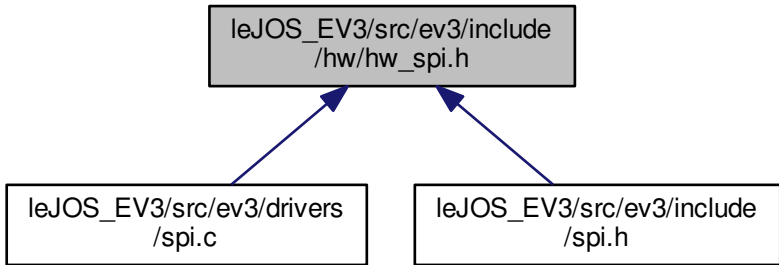 leJOS_EV3/src/ev3/include
/hw/hw_spi.h
leJOS_EV3/src/ev3/drivers
/spi.c
leJOS_EV3/src/ev3/include
/spi.h